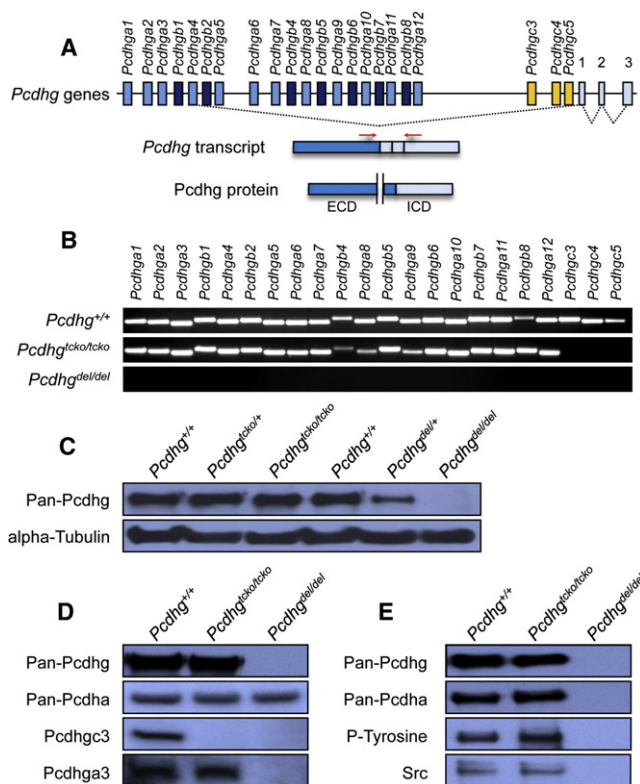 A
Pcdhga1 Pcdhga2 Pcdhga3 Pcdhgb1 Pcdhga4 Pcdhgb2 Pcdhga5 Pcdhga6 Pcdhga7 Pcdhgb4 Pcdhga8 Pcdhgb5 Pcdhga9 Pcdhgb6 Pcdhga10 Pcdhgb7 Pcdhga11 Pcdhgb8 Pcdhga12 Pcdhgc3 Pcdhgc4 Pcdhgc5 1 2 3
Pcdhg genes
Pcdhg transcript
Pcdhg protein
ECD ICD
B
Pcdhga1 Pcdhga2 Pcdhga3 Pcdhgb1 Pcdhga4 Pcdhgb2 Pcdhga5 Pcdhga6 Pcdhga7 Pcdhgb4 Pcdhga8 Pcdhgb5 Pcdhga9 Pcdhgb6 Pcdhga10 Pcdhgb7 Pcdhga11 Pcdhgb8 Pcdhga12 Pcdhgc3 Pcdhgc4 Pcdhgc5
Pcdhg+/+
Pcdhgtcko/tcko
Pcdhgdel/del
C
Pcdhg+/+ Pcdhgtcko/+ Pcdhgtcko/tcko Pcdhg+/+ Pcdhgdel/+ Pcdhgdel/del
Pan-Pcdhg
alpha-Tubulin
D
Pcdhg+/+ Pcdhgtcko/tcko Pcdhgdel/del
Pan-Pcdhg
Pan-Pcdha
Pcdhgc3
Pcdhga3
E
Pcdhg+/+ Pcdhgtcko/tcko Pcdhgdel/del
Pan-Pcdhg
Pan-Pcdha
P-Tyrosine
Src